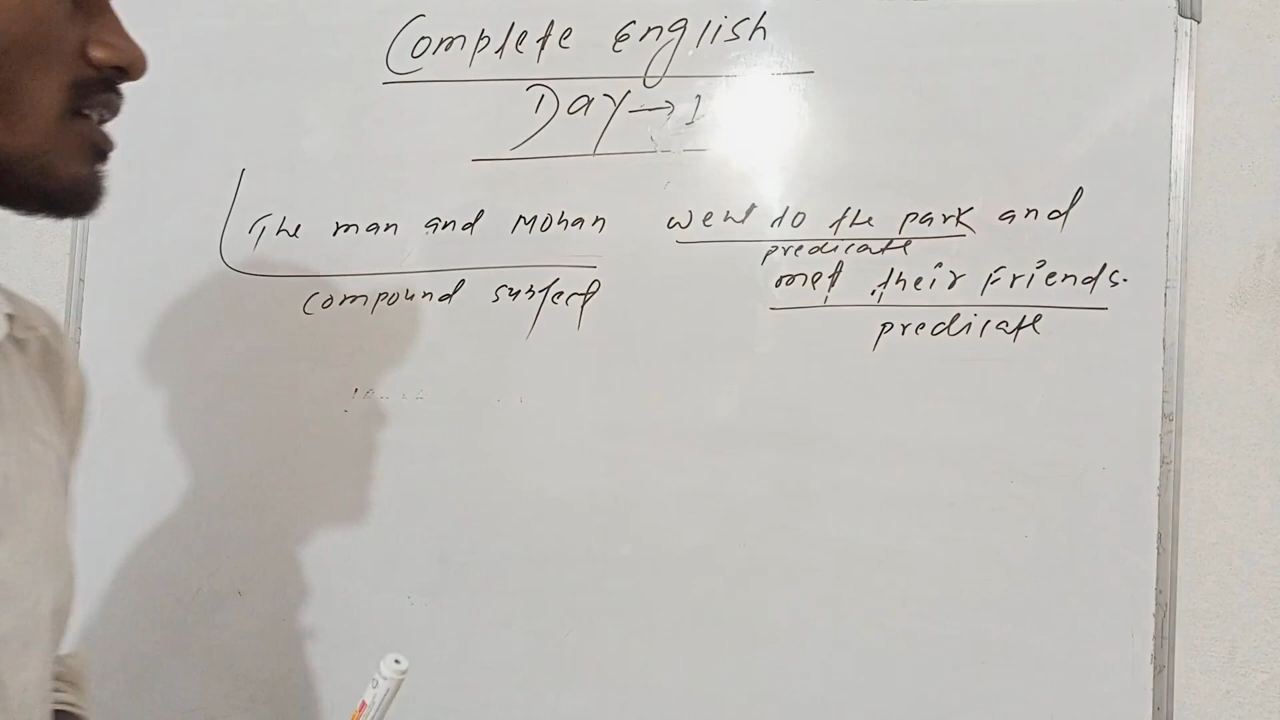 Complete English
Day → 1
The man and Mohan went to the park and
predicate
met their Friends.
compound subject
predicate